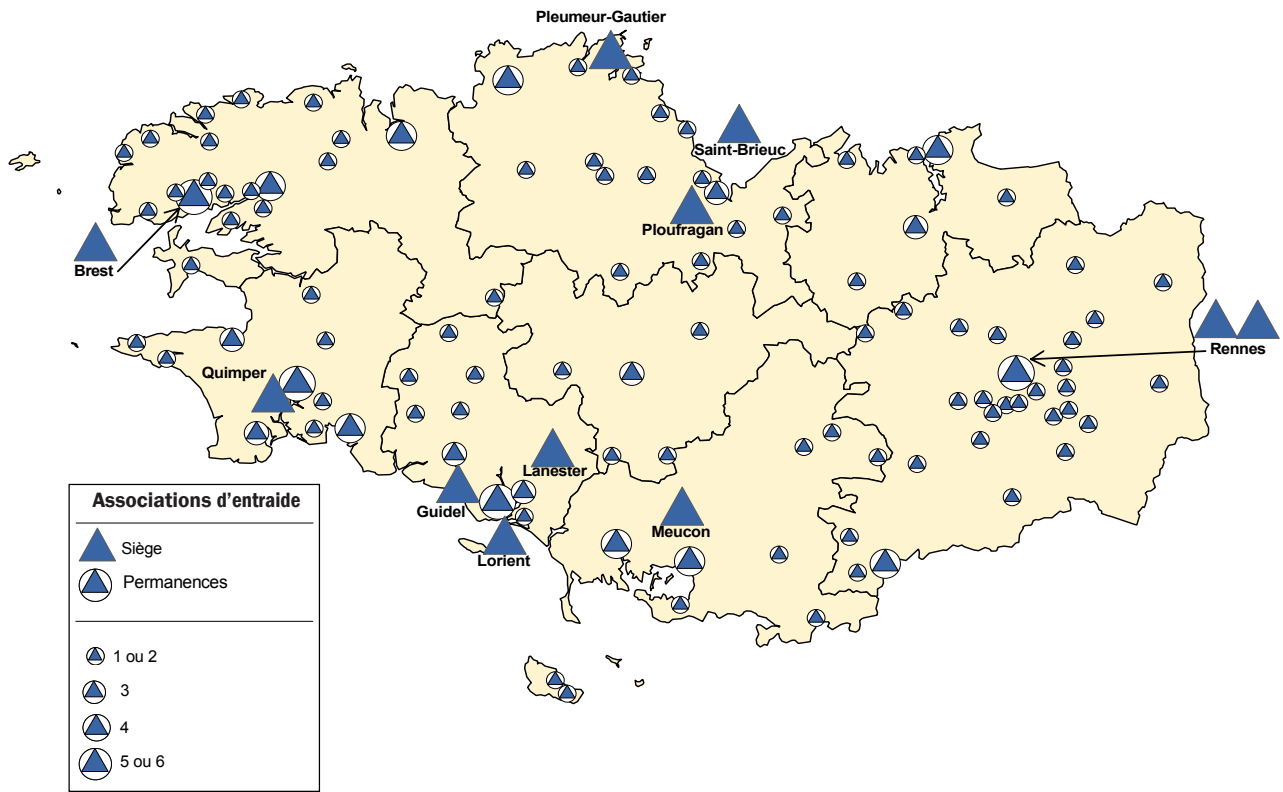 Pleumeur-Gautier
Saint-Brieuc
Ploufragan
Brest
Rennes
Quimper
Lanester
Guidel
Meucon
Lorient
Associations d'entraide
Siège
Permanences
1 ou 2
3
4
5 ou 6